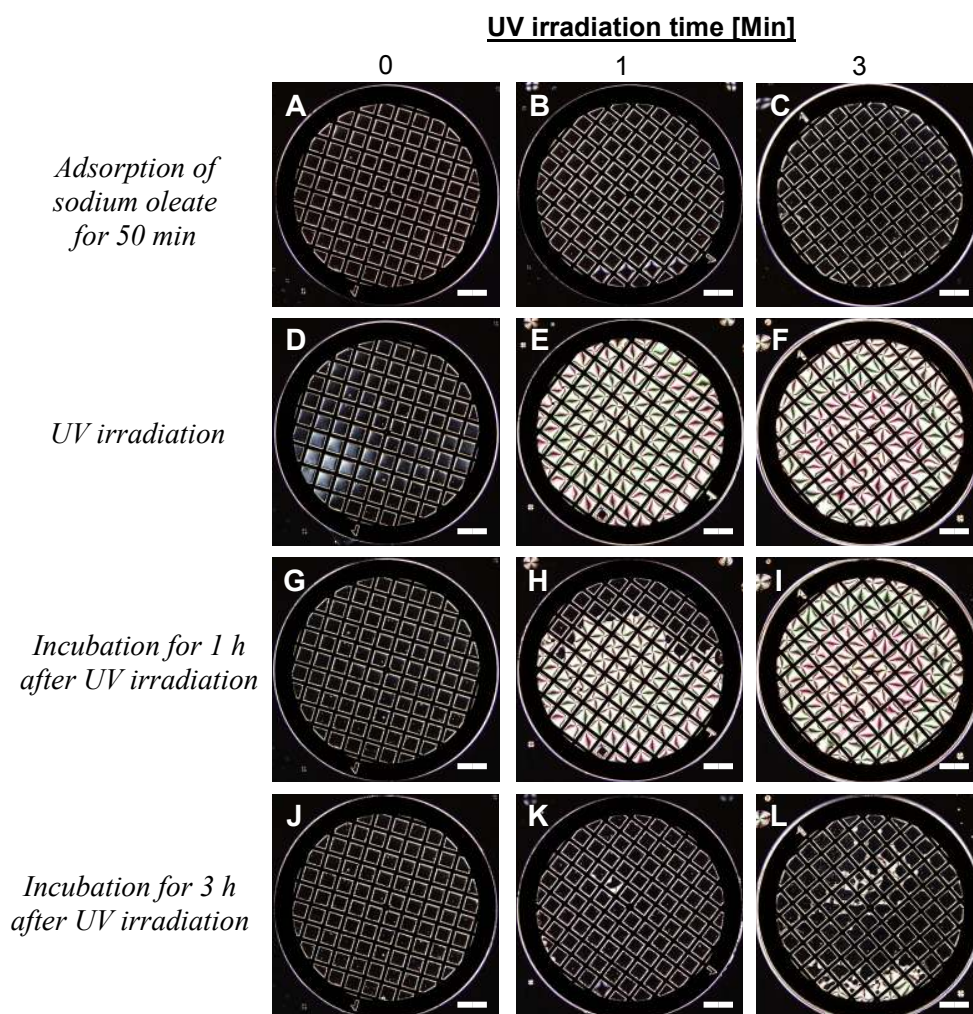 UV irradiation time [Min]
0 1 3
A B C
Adsorption of
sodium oleate
for 50 min
D E F
UV irradiation
G H I
Incubation for 1 h
after UV irradiation
J K L
Incubation for 3 h
after UV irradiation